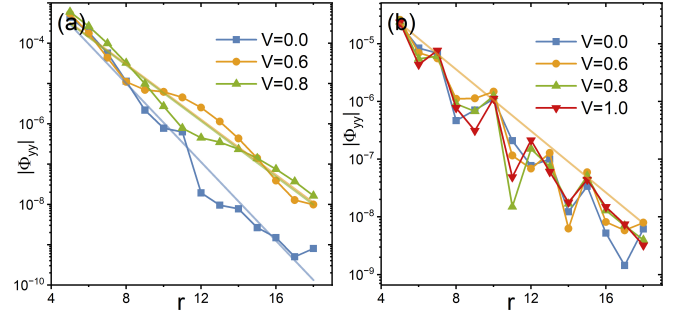 (a)
V=0.0
V=0.6
V=0.8
|Φyy|
10⁻⁴
10⁻⁶
10⁻⁸
10⁻¹⁰
4 8 12 16
r
(b)
V=0.0
V=0.6
V=0.8
V=1.0
|Φyy|
10⁻⁵
10⁻⁶
10⁻⁷
10⁻⁸
10⁻⁹
4 8 12 16
r